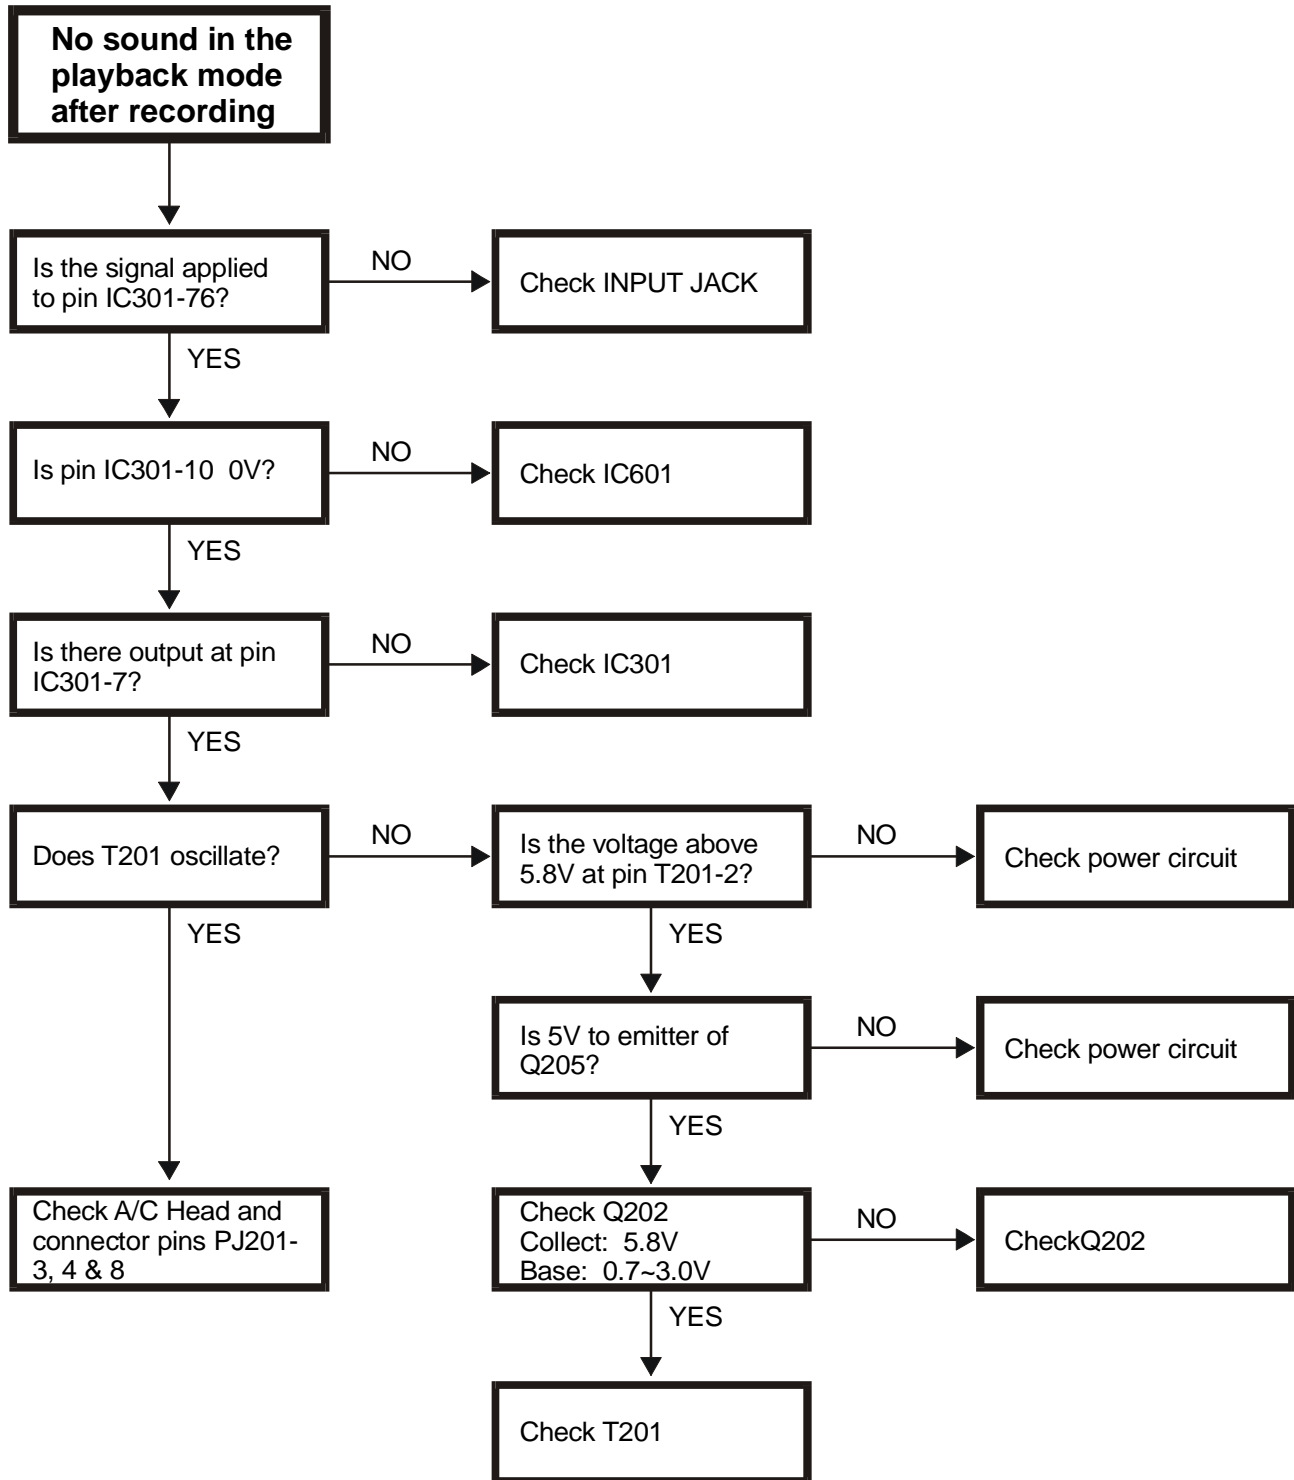 No sound in the
playback mode
after recording
Is the signal applied
to pin IC301-76?
NO
Check INPUT JACK
YES
Is pin IC301-10  0V?
NO
Check IC601
YES
Is there output at pin
IC301-7?
NO
Check IC301
YES
Does T201 oscillate?
NO
Is the voltage above
5.8V at pin T201-2?
NO
Check power circuit
YES
YES
Is 5V to emitter of
Q205?
NO
Check power circuit
YES
Check A/C Head and
connector pins PJ201-
3, 4 & 8
Check Q202
Collect:  5.8V
Base:  0.7~3.0V
NO
CheckQ202
YES
Check T201